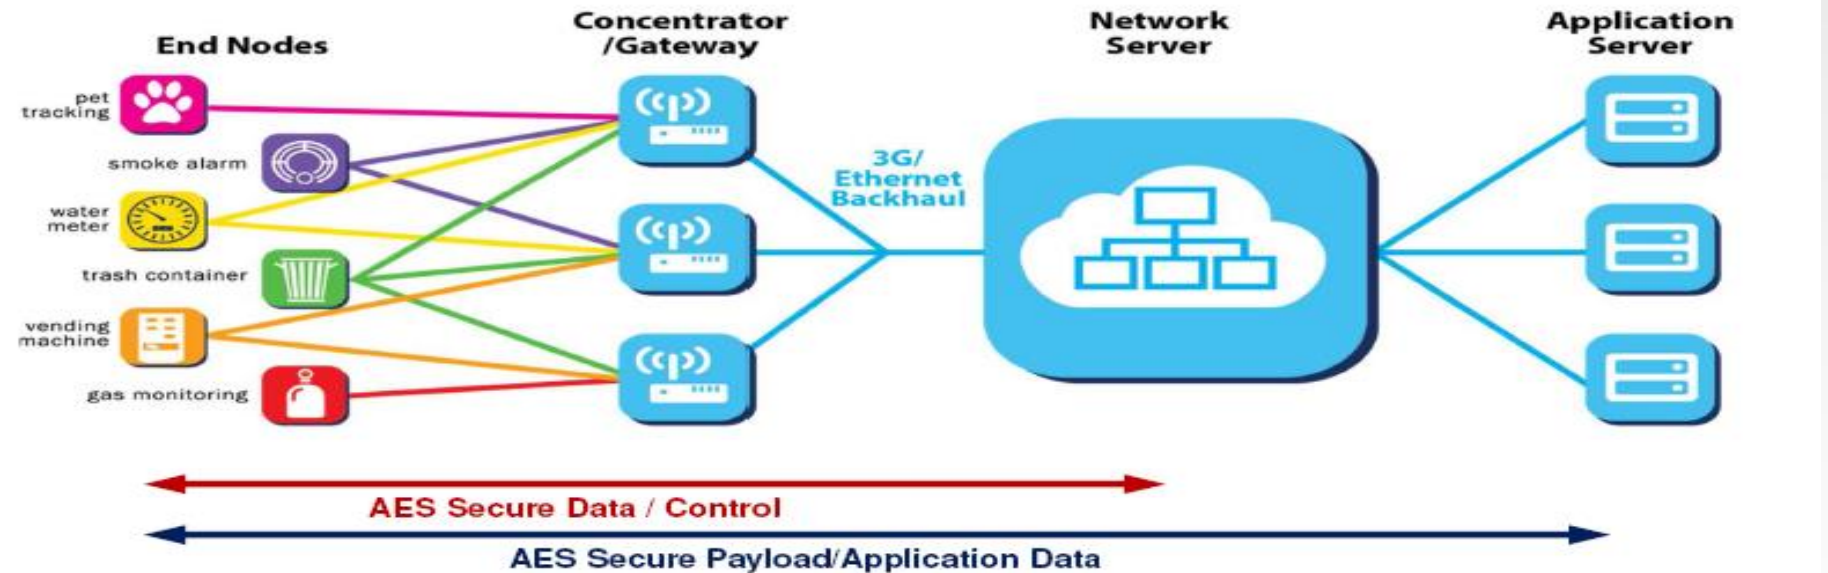 End Nodes
Concentrator
/Gateway
Network
Server
Application
Server
pet
tracking
smoke alarm
water
meter
trash container
vending
machine
gas monitoring
3G/
Ethernet
Backhaul
AES Secure Data / Control
AES Secure Payload/Application Data